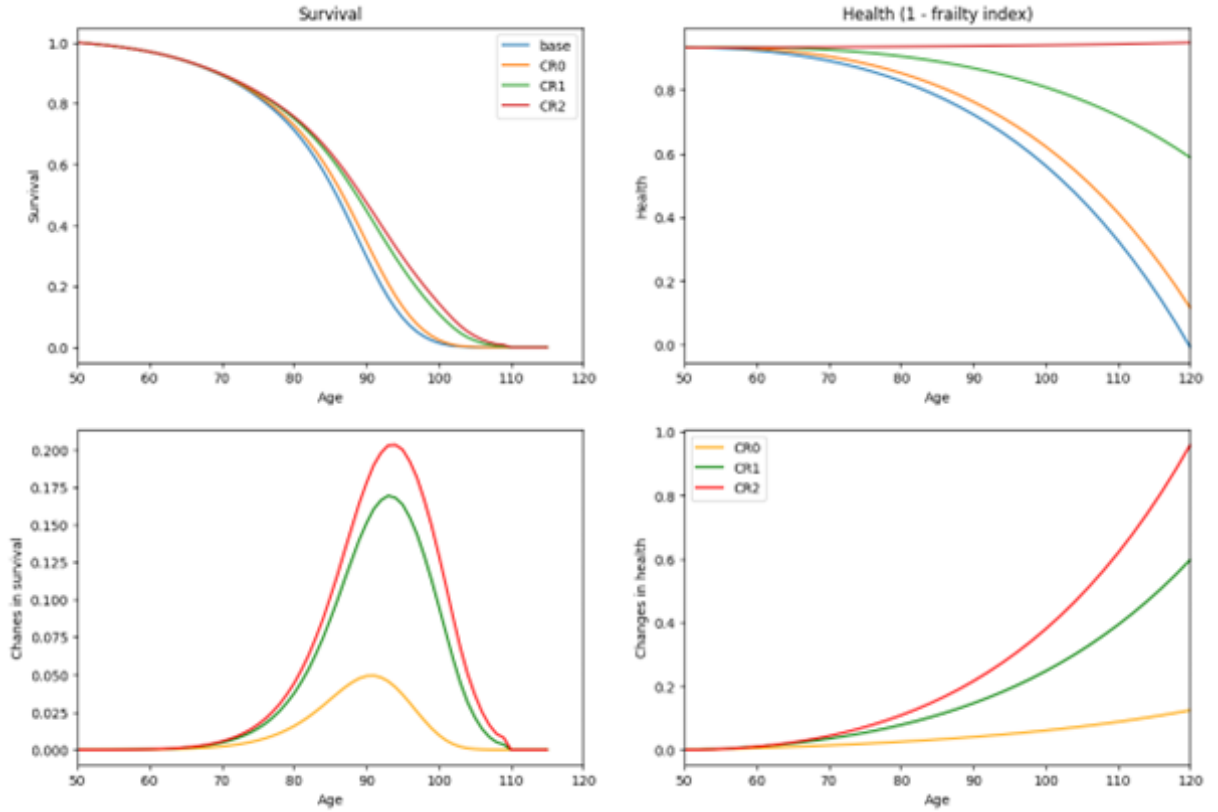 Survival
1.0
0.8
0.6
0.4
0.2
0.0
Survival
base
CR0
CR1
CR2
50 60 70 80 90 100 110 120
Age
Health (1 - frailty index)
0.8
0.6
0.4
0.2
0.0
Health
50 60 70 80 90 100 110 120
Age
0.200
0.175
0.150
0.125
0.100
0.075
0.050
0.025
0.000
Chanes in survival
50 60 70 80 90 100 110 120
Age
1.0
0.8
0.6
0.4
0.2
0.0
Changes in health
CR0
CR1
CR2
50 60 70 80 90 100 110 120
Age